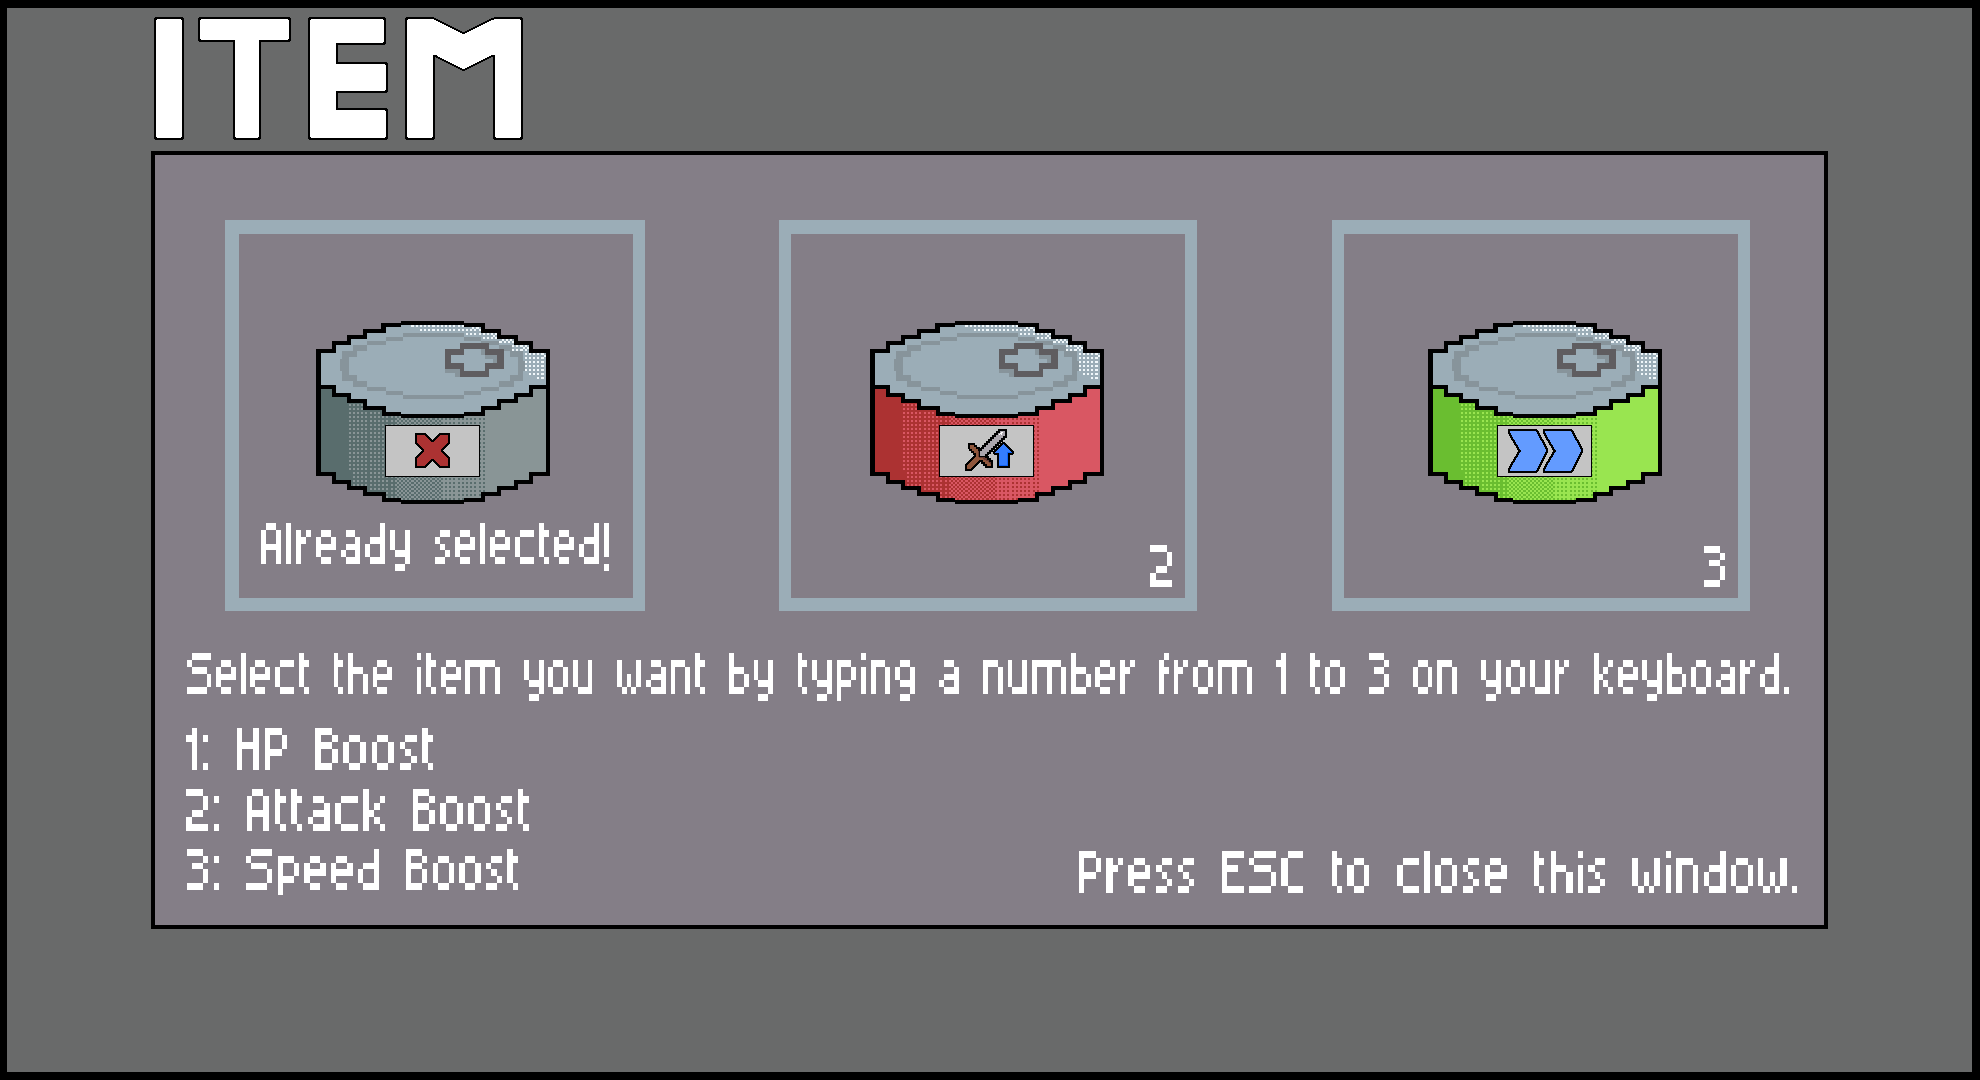 ITEM
Already selected!
2
3
Select the item you want by typing a number from 1 to 3 on your keyboard.
1: HP Boost
2: Attack Boost
3: Speed Boost
Press ESC to close this window.